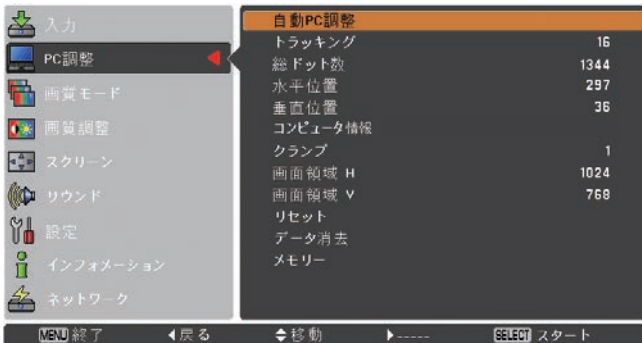 入力
PC調整
画質モード
画質調整
スクリーン
サウンド
設定
インフォメーション
ネットワーク
自動PC調整
トラッキング 16
総ドット数 1344
水平位置 297
垂直位置 36
コンピュータ情報
クランプ 1
画面領域 H 1024
画面領域 V 768
リセット
データ消去
メモリー
MENU 終了 ◀戻る ◆移動 ▶----- SELECT スタート